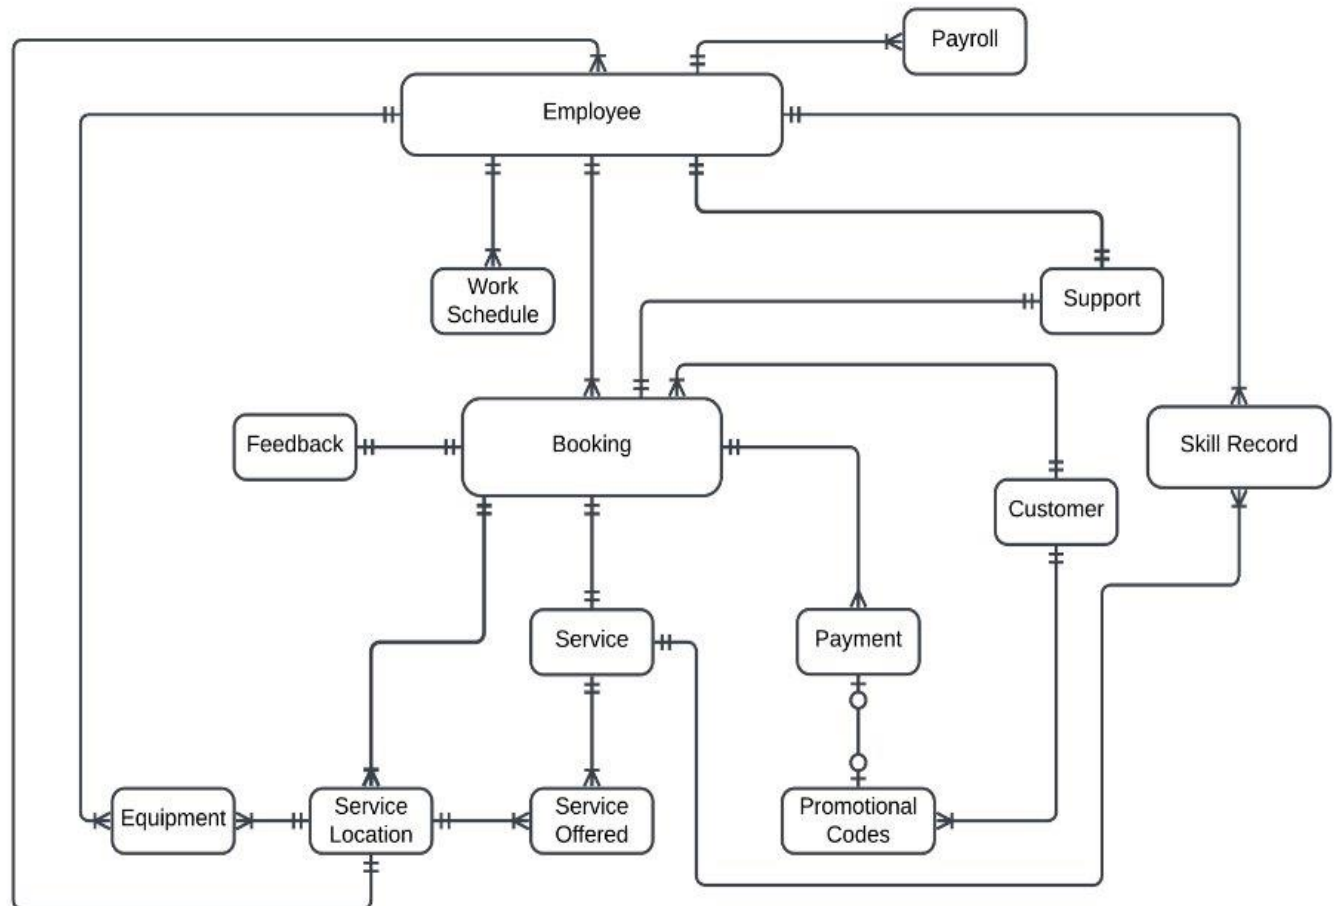 Payroll
Employee
Work
Schedule
Support
Feedback
Booking
Skill Record
Customer
Service
Payment
Equipment
Service
Location
Service
Offered
Promotional
Codes